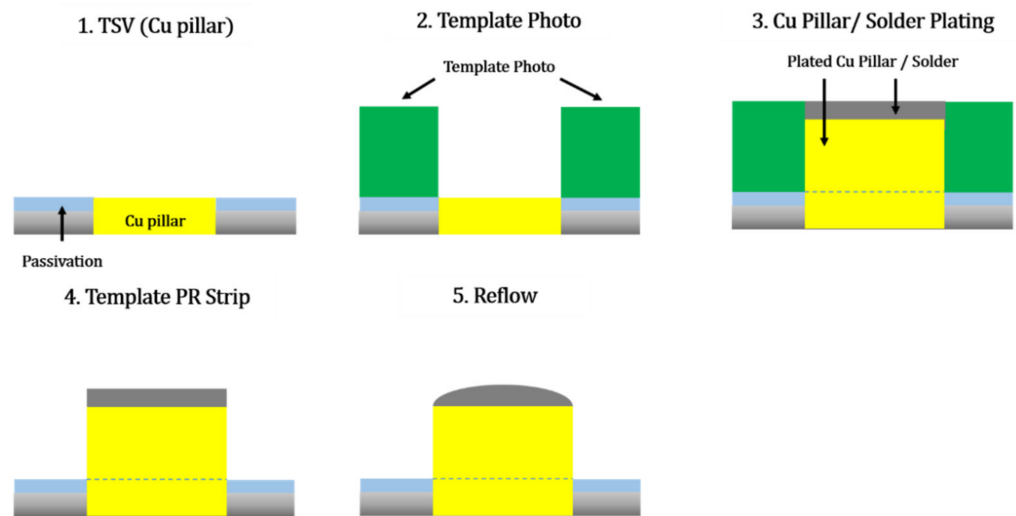 1. TSV (Cu pillar)
2. Template Photo
3. Cu Pillar/ Solder Plating
Template Photo
Plated Cu Pillar / Solder
Cu pillar
Passivation
4. Template PR Strip
5. Reflow